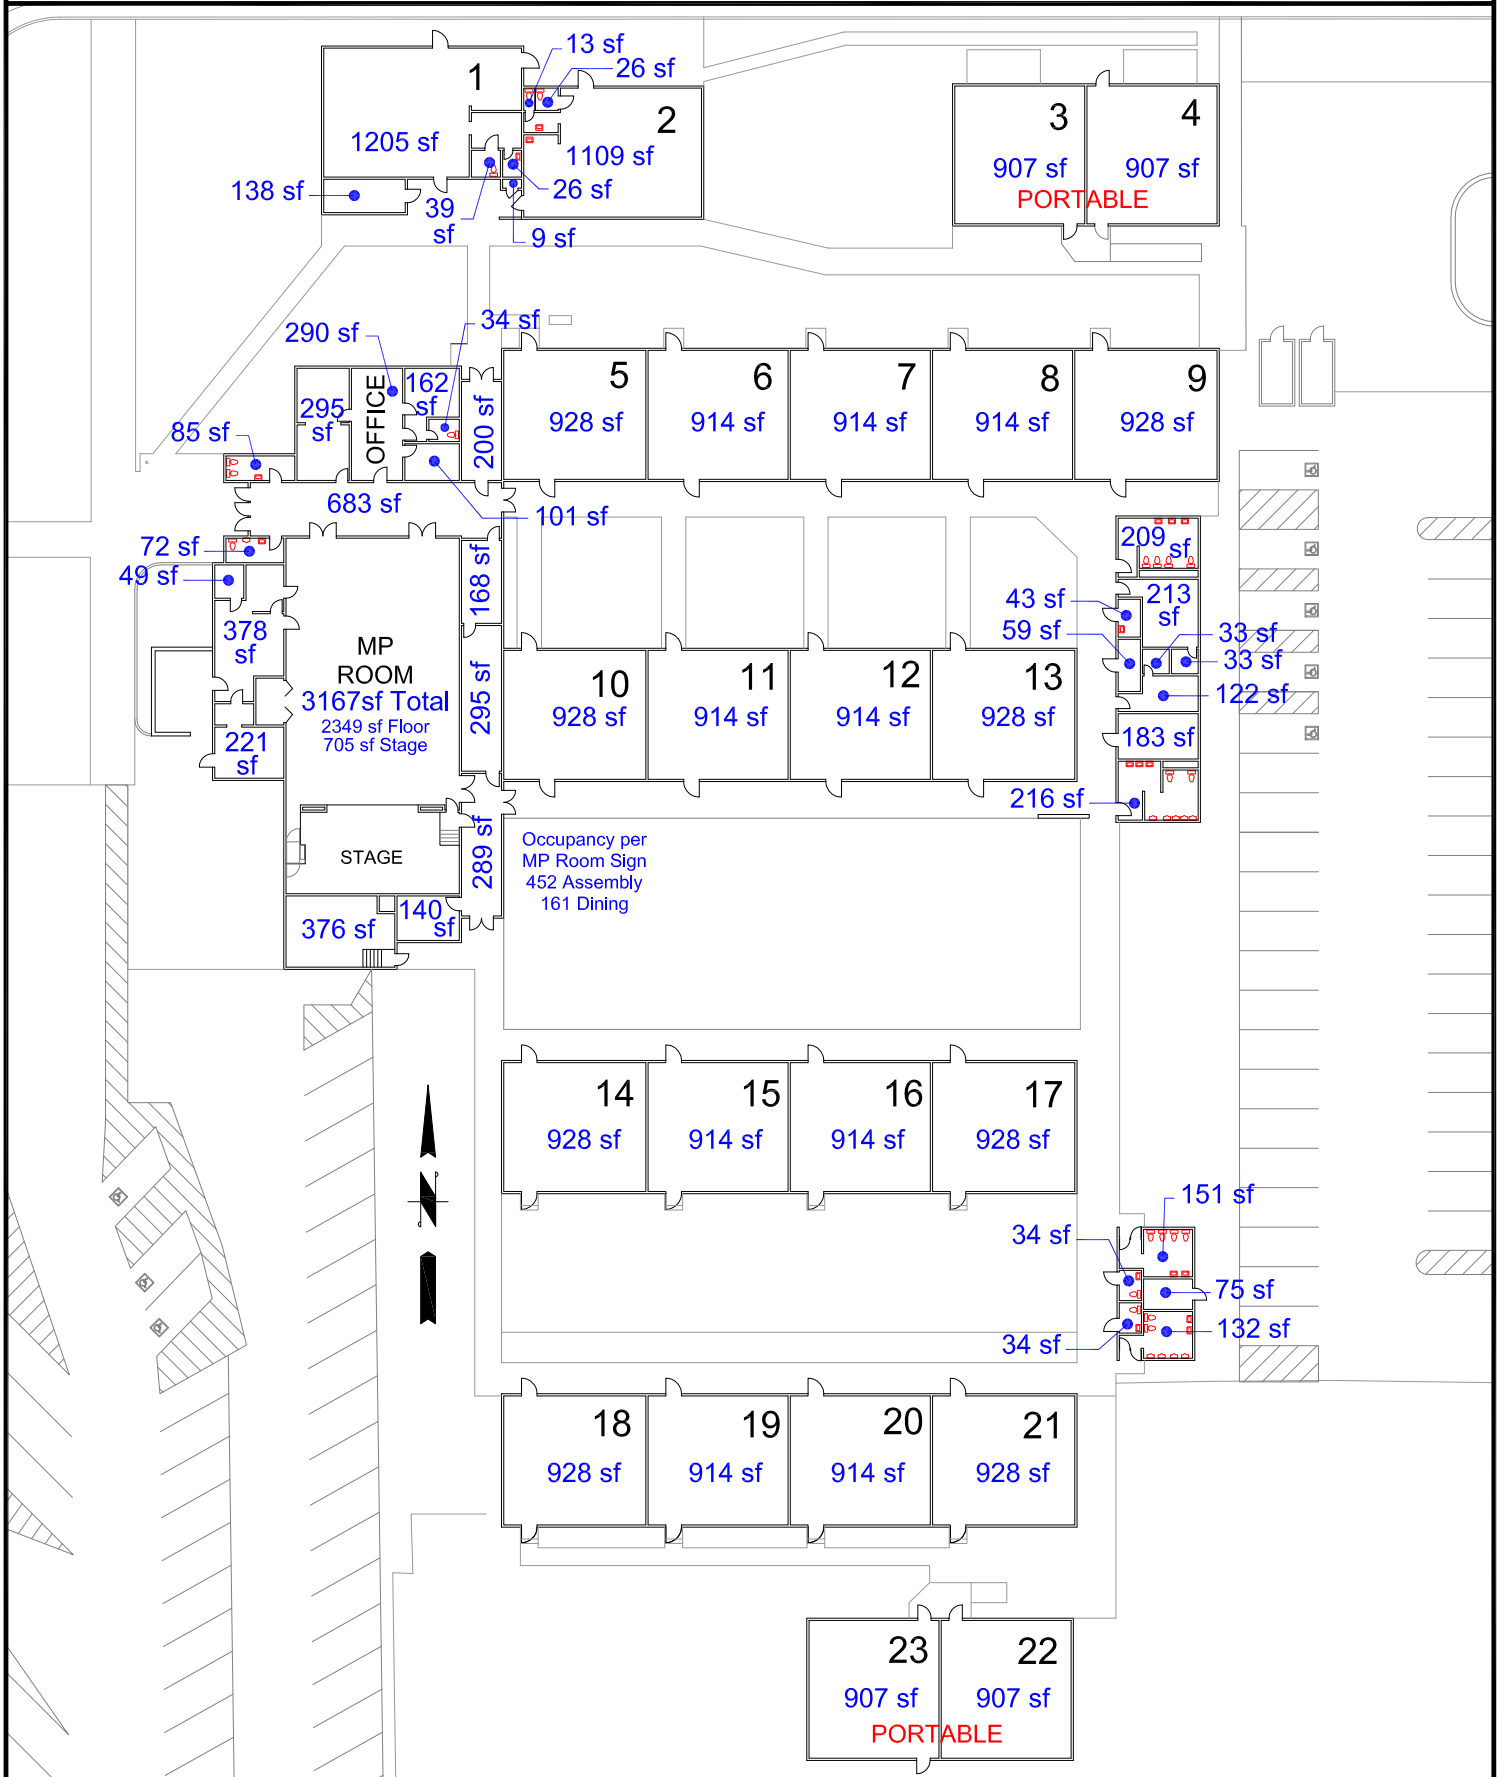 13 sf
26 sf
1
2
1205 sf
1109 sf
138 sf
39
sf
26 sf
9 sf
3
4
907 sf
907 sf
PORTABLE
290 sf
34 sf
162
sf
295
sf
OFFICE
85 sf
200 sf
683 sf
101 sf
5
6
7
8
9
928 sf
914 sf
914 sf
914 sf
928 sf
72 sf
49 sf
168 sf
378
sf
MP
ROOM
3167sf Total
2349 sf Floor
705 sf Stage
295 sf
221
sf
STAGE
289 sf
376 sf
140
sf
10
11
12
13
928 sf
914 sf
914 sf
928 sf
209
sf
213
sf
43 sf
59 sf
33 sf
33 sf
122 sf
183 sf
216 sf
Occupancy per
MP Room Sign
452 Assembly
161 Dining
14
15
16
17
928 sf
914 sf
914 sf
928 sf
N
151 sf
34 sf
75 sf
132 sf
34 sf
18
19
20
21
928 sf
914 sf
914 sf
928 sf
23
22
907 sf
907 sf
PORTABLE